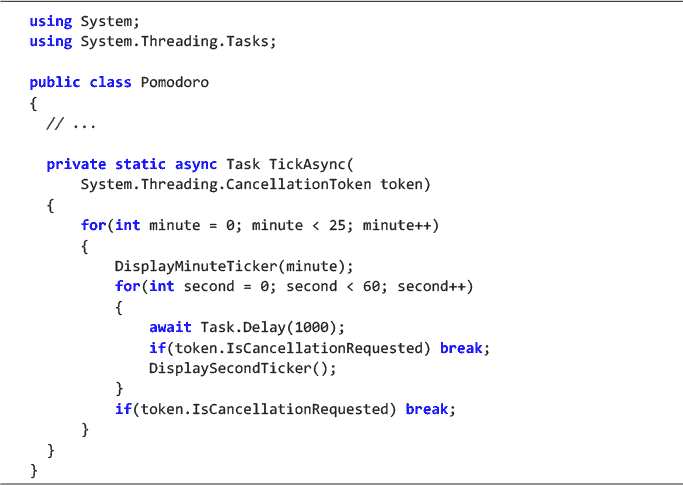 using System;
using System.Threading.Tasks;

public class Pomodoro
{
  // ...

  private static async Task TickAsync(
      System.Threading.CancellationToken token)
  {
      for(int minute = 0; minute < 25; minute++)
      {
          DisplayMinuteTicker(minute);
          for(int second = 0; second < 60; second++)
          {
              await Task.Delay(1000);
              if(token.IsCancellationRequested) break;
              DisplaySecondTicker();
          }
          if(token.IsCancellationRequested) break;
      }
  }
}